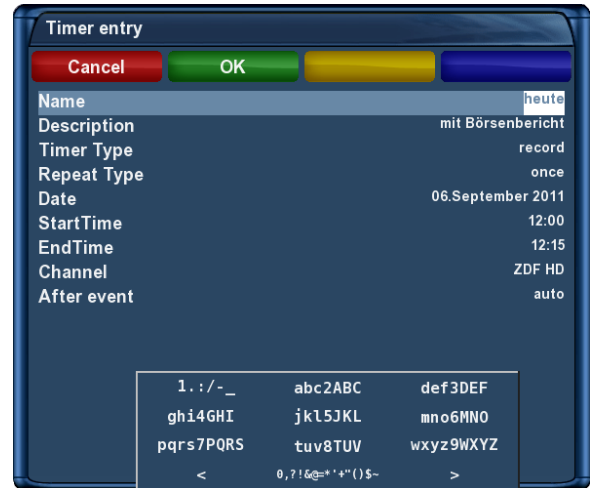 Timer entry
Cancel OK
Name heute
Description mit Börsenbericht
Timer Type record
Repeat Type once
Date 06.September 2011
StartTime 12:00
EndTime 12:15
Channel ZDF HD
After event auto
1.:/-_ abc2ABC def3DEF
ghi4GHI jkl5JKL mno6MNO
pqrs7PQRS tuv8TUV wxyz9WXYZ
< 0,?!&@=*'+"()$~ >